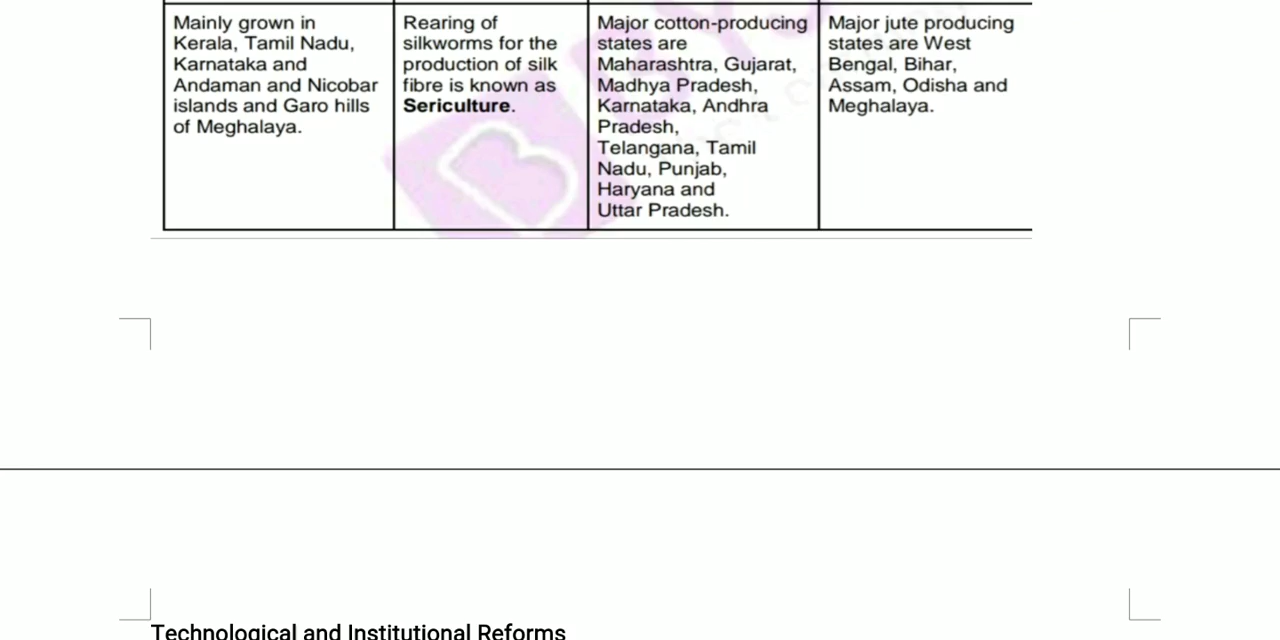 Mainly grown in
Kerala, Tamil Nadu,
Karnataka and
Andaman and Nicobar
islands and Garo hills
of Meghalaya.
Rearing of
silkworms for the
production of silk
fibre is known as
Sericulture.
Major cotton-producing
states are
Maharashtra, Gujarat,
Madhya Pradesh,
Karnataka, Andhra
Pradesh,
Telangana, Tamil
Nadu, Punjab,
Haryana and
Uttar Pradesh.
Major jute producing
states are West
Bengal, Bihar,
Assam, Odisha and
Meghalaya.
Technological and Institutional Reforms